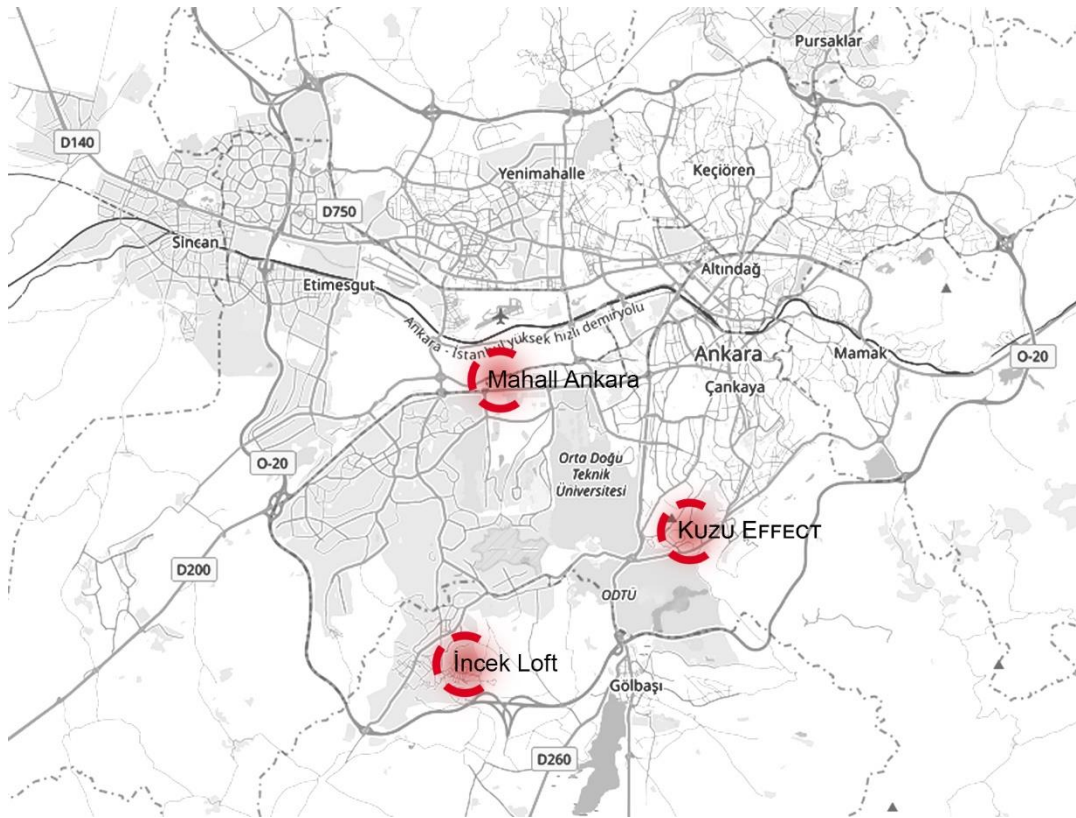 Pursaklar
D140
Yenimahalle
Keçiören
D750
Sincan
Etimesgut
Altındağ
Ankara - İstanbul yüksek hızlı demiryolu
Ankara
Mamak
O-20
Mahall Ankara
Çankaya
O-20
Orta Doğu
Teknik
Üniversitesi
KUZU EFFECT
D200
ODTÜ
İncek Loft
Gölbaşı
D260